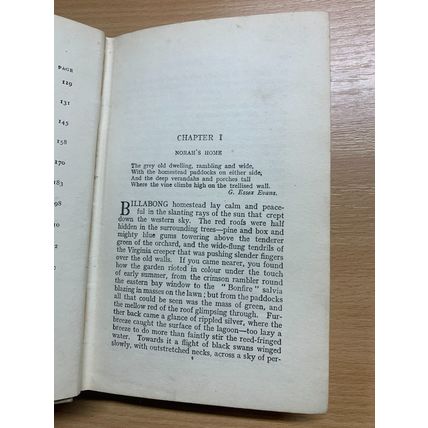 PAGE
129
131
145
158
170
183
CHAPTER I
NORAH'S HOME
The grey old dwelling, rambling and wide,
With the homestead paddocks on either side,
And the deep verandahs and porches tall
Where the vine climbs high on the trellised wall.
G. Essex Evans.
BILLABONG homestead lay calm and peace-
ful in the slanting rays of the sun that crept
down the western sky. The red roofs were half
hidden in the surrounding trees—pine and box and
mighty blue gums towering above the tenderer
green of the orchard, and the wide-flung tendrils of
the Virginia creeper that was pushing slender fingers
over the old walls. If you came nearer, you found
how the garden rioted in colour under the touch
of early summer, from the crimson rambler round
the eastern bay window to the "Bonfire" salvia
blazing in masses on the lawn; but from the paddocks
all that could be seen was the mass of green, and
the mellow red of the roof glimpsing through. Fur-
ther back came a glance of rippled silver, where the
breeze caught the surface of the lagoon—too lazy a
breeze to do more than faintly stir the reed-fringed
water. Towards it a flight of black swans winged
slowly, with outstretched necks, across a sky of per-